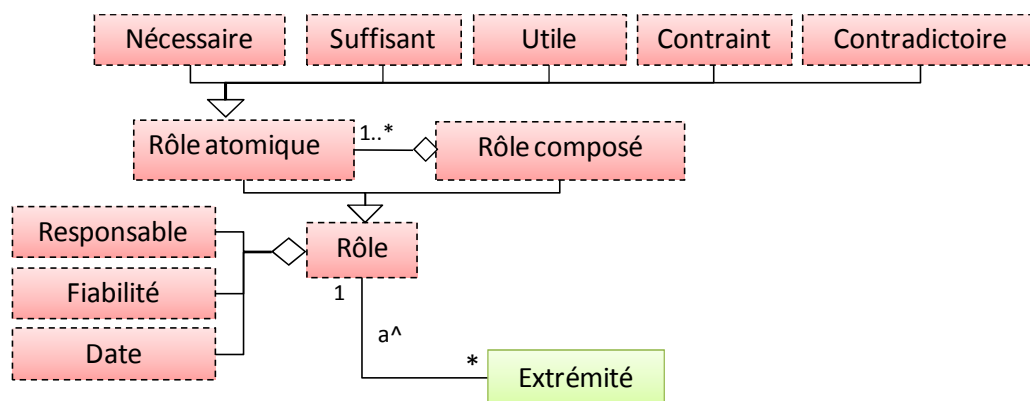 Nécessaire
Suffisant
Utile
Contraint
Contradictoire
Rôle atomique
1..*
Rôle composé
Responsable
Rôle
Fiabilité
1
Date
a^
*
Extrémité